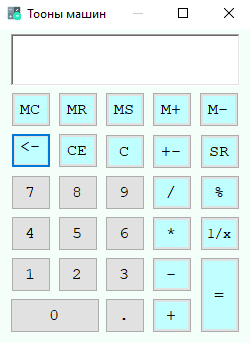 Тооны машин
MC MR MS M+ M-
<- CE C +- SR
7 8 9 / %
4 5 6 * 1/x
1 2 3 - =
0 . +